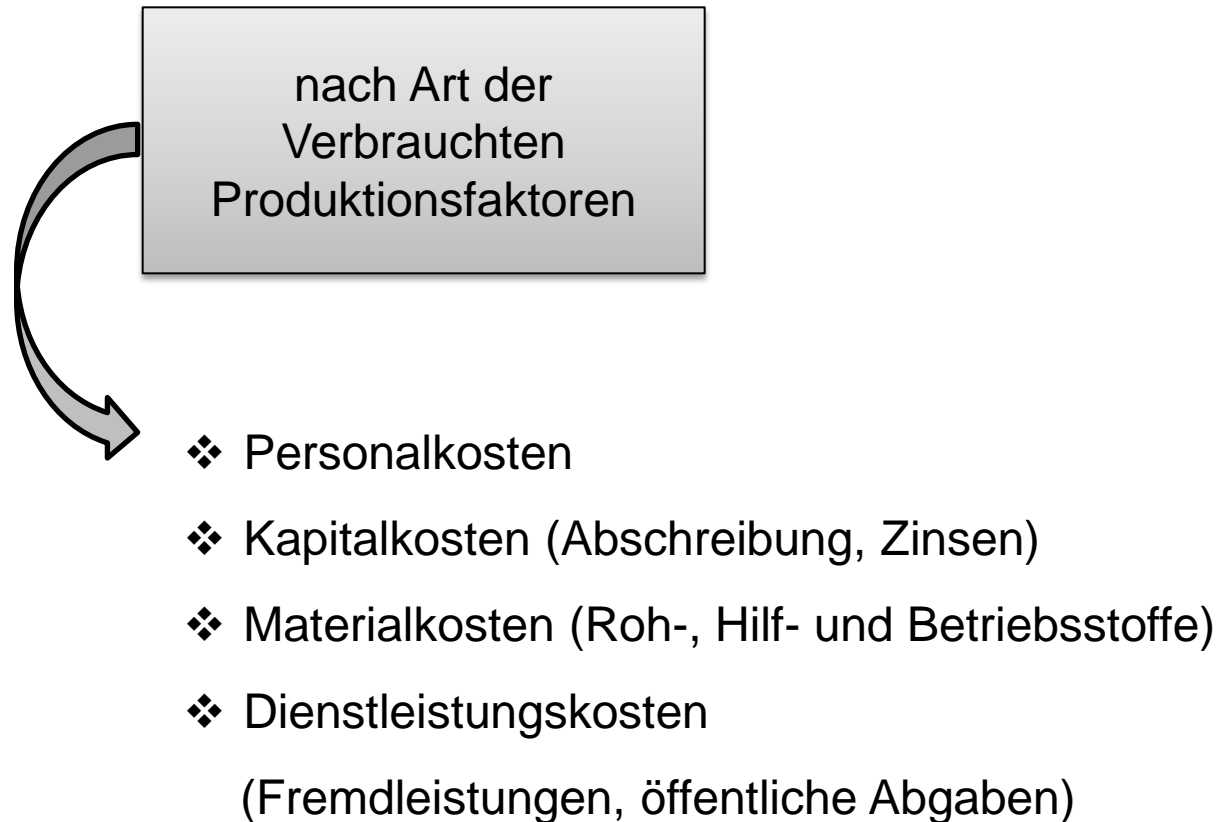 nach Art der
Verbrauchten
Produktionsfaktoren
❖ Personalkosten
❖ Kapitalkosten (Abschreibung, Zinsen)
❖ Materialkosten (Roh-, Hilf- und Betriebsstoffe)
❖ Dienstleistungskosten
(Fremdleistungen, öffentliche Abgaben)